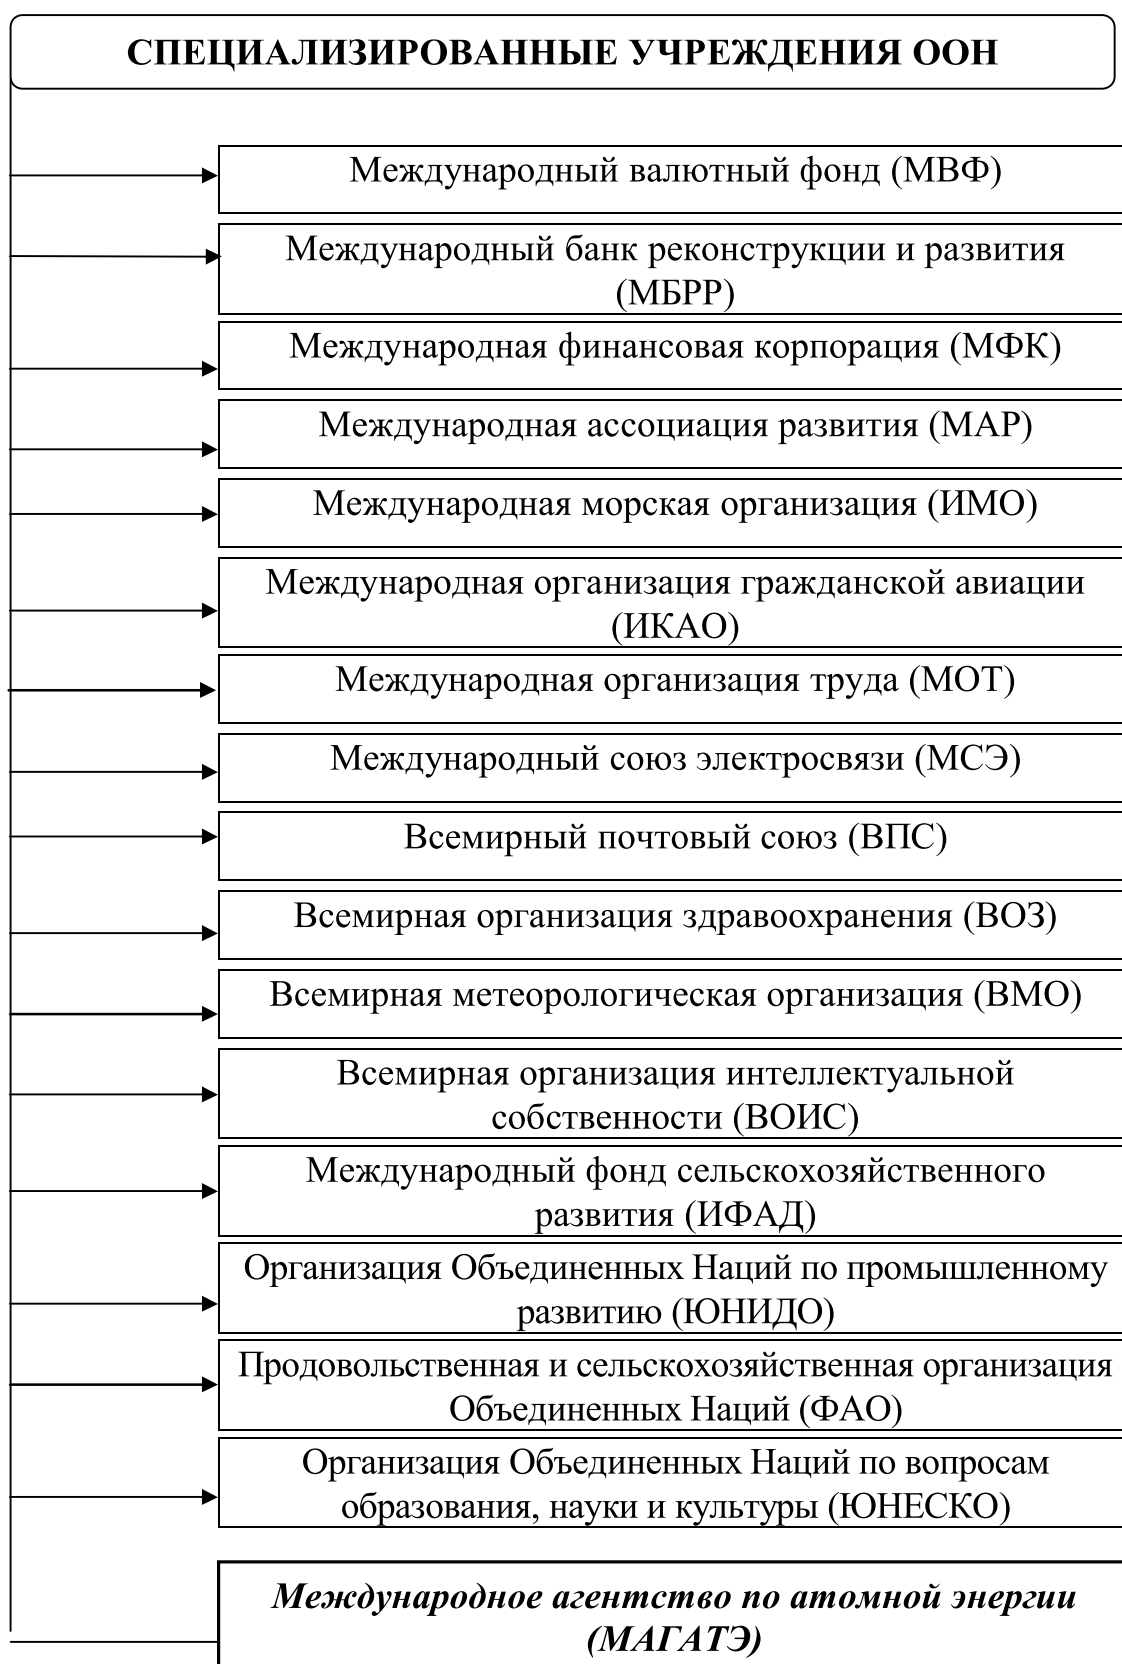 СПЕЦИАЛИЗИРОВАННЫЕ УЧРЕЖДЕНИЯ ООН
Международный валютный фонд (МВФ)
Международный банк реконструкции и развития
(МБРР)
Международная финансовая корпорация (МФК)
Международная ассоциация развития (МАР)
Международная морская организация (ИМО)
Международная организация гражданской авиации
(ИКАО)
Международная организация труда (МОТ)
Международный союз электросвязи (МСЭ)
Всемирный почтовый союз (ВПС)
Всемирная организация здравоохранения (ВОЗ)
Всемирная метеорологическая организация (ВМО)
Всемирная организация интеллектуальной
собственности (ВОИС)
Международный фонд сельскохозяйственного
развития (ИФАД)
Организация Объединенных Наций по промышленному
развитию (ЮНИДО)
Продовольственная и сельскохозяйственная организация
Объединенных Наций (ФАО)
Организация Объединенных Наций по вопросам
образования, науки и культуры (ЮНЕСКО)
Международное агентство по атомной энергии
(МАГАТЭ)